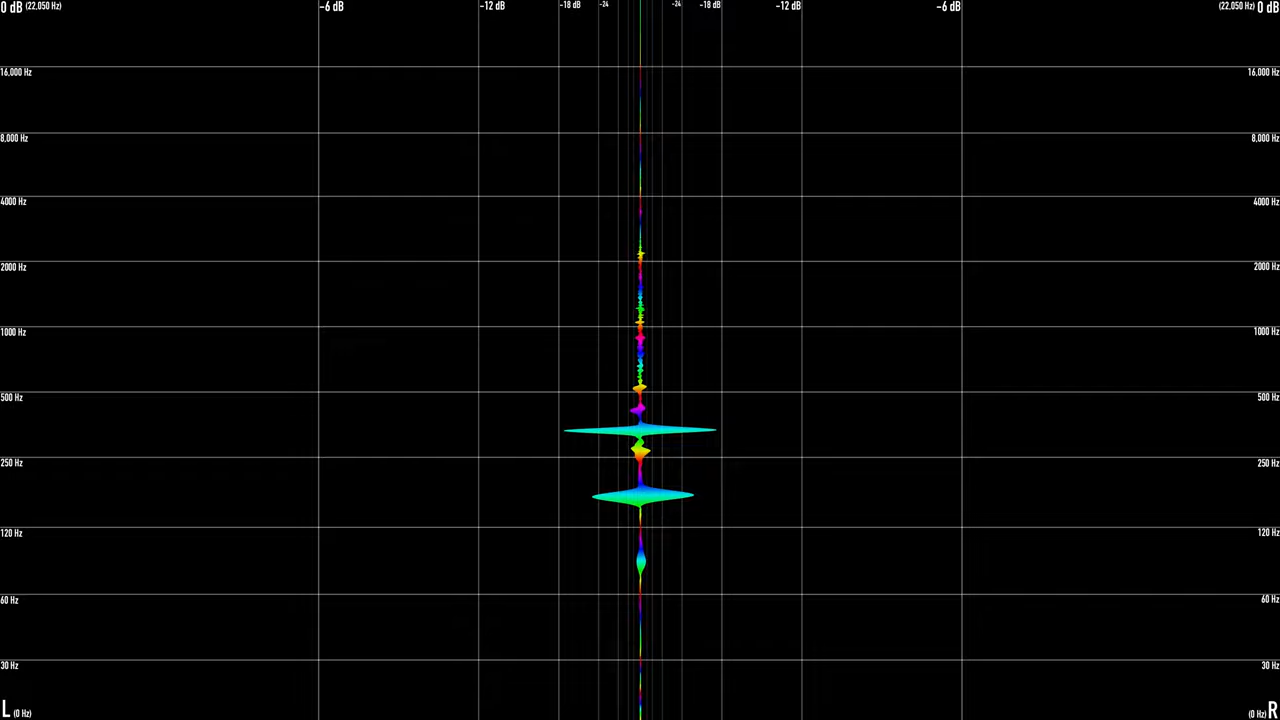 0 dB (22,050 Hz) -6 dB -12 dB -18 dB -24 -24 -18 dB -12 dB -6 dB (22,050 Hz) 0 dB
16,000 Hz 16,000 Hz
8,000 Hz 8,000 Hz
4000 Hz 4000 Hz
2000 Hz 2000 Hz
1000 Hz 1000 Hz
500 Hz 500 Hz
250 Hz 250 Hz
120 Hz 120 Hz
60 Hz 60 Hz
30 Hz 30 Hz
L (0 Hz) (0 Hz) R